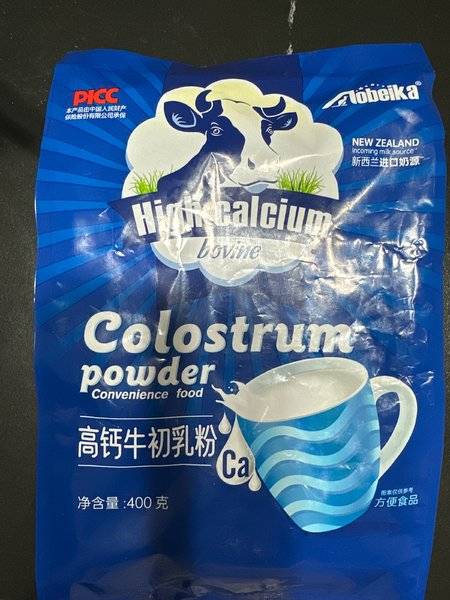 PICC
本产品由中国人民财产
保险股份有限公司承保
Aobeika®
NEW ZEALAND
incoming milk source
新西兰进口奶源
High calcium
bovine
Colostrum
powder
Convenience food
高钙牛初乳粉
Ca
净含量:400克
图案仅供参考
方便食品